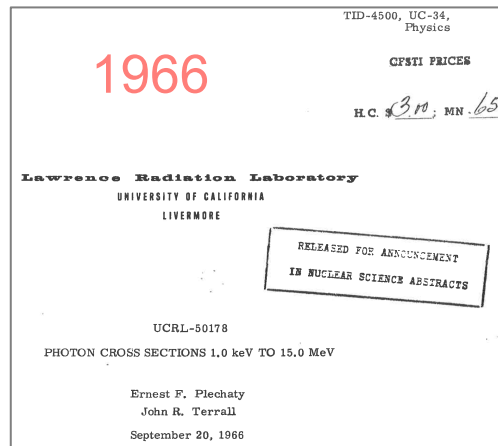 TID-4500, UC-34,
Physics
1966
CFSTI PRICES
H.C. $3.00; MN .65
Lawrence Radiation Laboratory
UNIVERSITY OF CALIFORNIA
LIVERMORE
RELEASED FOR ANNOUNCEMENT
IN NUCLEAR SCIENCE ABSTRACTS
UCRL-50178
PHOTON CROSS SECTIONS 1.0 keV TO 15.0 MeV
Ernest F. Plechaty
John R. Terrall
September 20, 1966